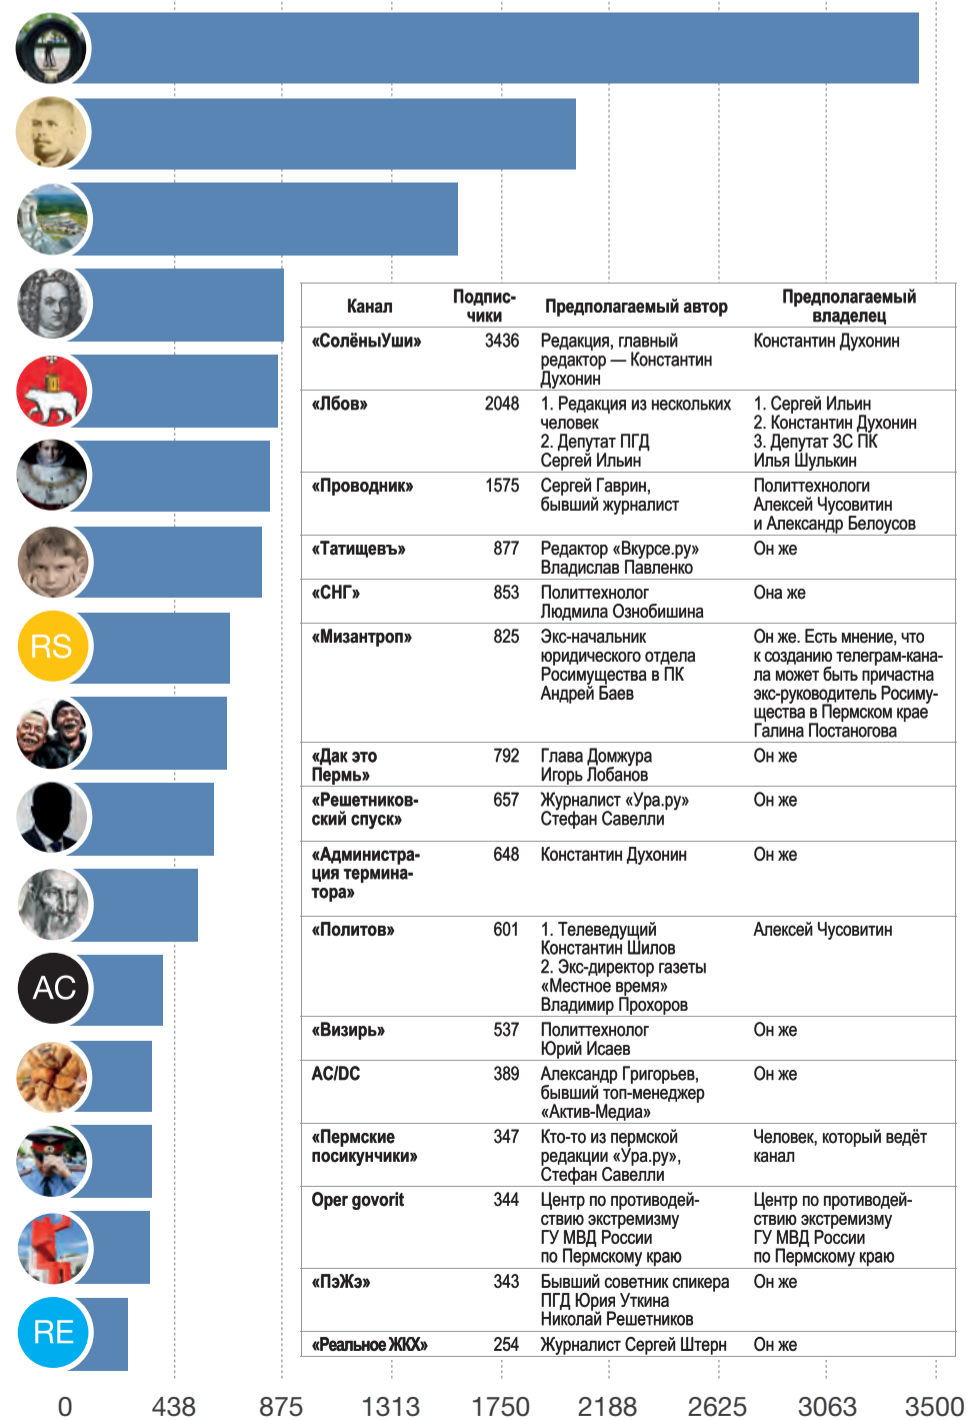 Канал
Подпис-
чики
Предполагаемый автор
Предполагаемый
владелец
«СолёныУши»
3436
Редакция, главный
редактор — Константин
Духонин
Константин Духонин
«Лбов»
2048
1. Редакция из нескольких
человек
2. Депутат ПГД
Сергей Ильин
1. Сергей Ильин
2. Константин Духонин
3. Депутат ЗС ПК
Илья Шулькин
«Проводник»
1575
Сергей Гаврин,
бывший журналист
Политтехнологи
Алексей Чусовитин
и Александр Белоусов
«Татищевъ»
877
Редактор «Вкурсе.ру»
Владислав Павленко
Он же
«СНГ»
853
Политтехнолог
Людмила Ознобишина
Она же
«Мизантроп»
825
Экс-начальник
юридического отдела
Росимущества в ПК
Андрей Баев
Он же. Есть мнение, что
к созданию телеграм-кана-
ла может быть причастна
экс-руководитель Росиму-
щества в Пермском крае
Галина Постаногова
«Дак это
Пермь»
792
Глава Домжура
Игорь Лобанов
Он же
RS
«Решетников-
ский спуск»
657
Журналист «Ура.ру»
Стефан Савелли
Он же
«Администра-
ция термина-
тора»
648
Константин Духонин
Он же
«Политов»
601
1. Телеведущий
Константин Шилов
2. Экс-директор газеты
«Местное время»
Владимир Прохоров
Алексей Чусовитин
«Визирь»
537
Политтехнолог
Юрий Исаев
Он же
AC
AC/DC
389
Александр Григорьев,
бывший топ-менеджер
«Актив-Медиа»
Он же
«Пермские
посикунчики»
347
Кто-то из пермской
редакции «Ура.ру»,
Стефан Савелли
Человек, который ведёт
канал
Oper govorit
344
Центр по противодей-
ствию экстремизму
ГУ МВД России
по Пермскому краю
Центр по противодей-
ствию экстремизму
ГУ МВД России
по Пермскому краю
«ПэЖэ»
343
Бывший советник спикера
ПГД Юрия Уткина
Николай Решетников
Он же
RE
«Реальное ЖКХ»
254
Журналист Сергей Штерн
Он же
0 438 875 1313 1750 2188 2625 3063 3500